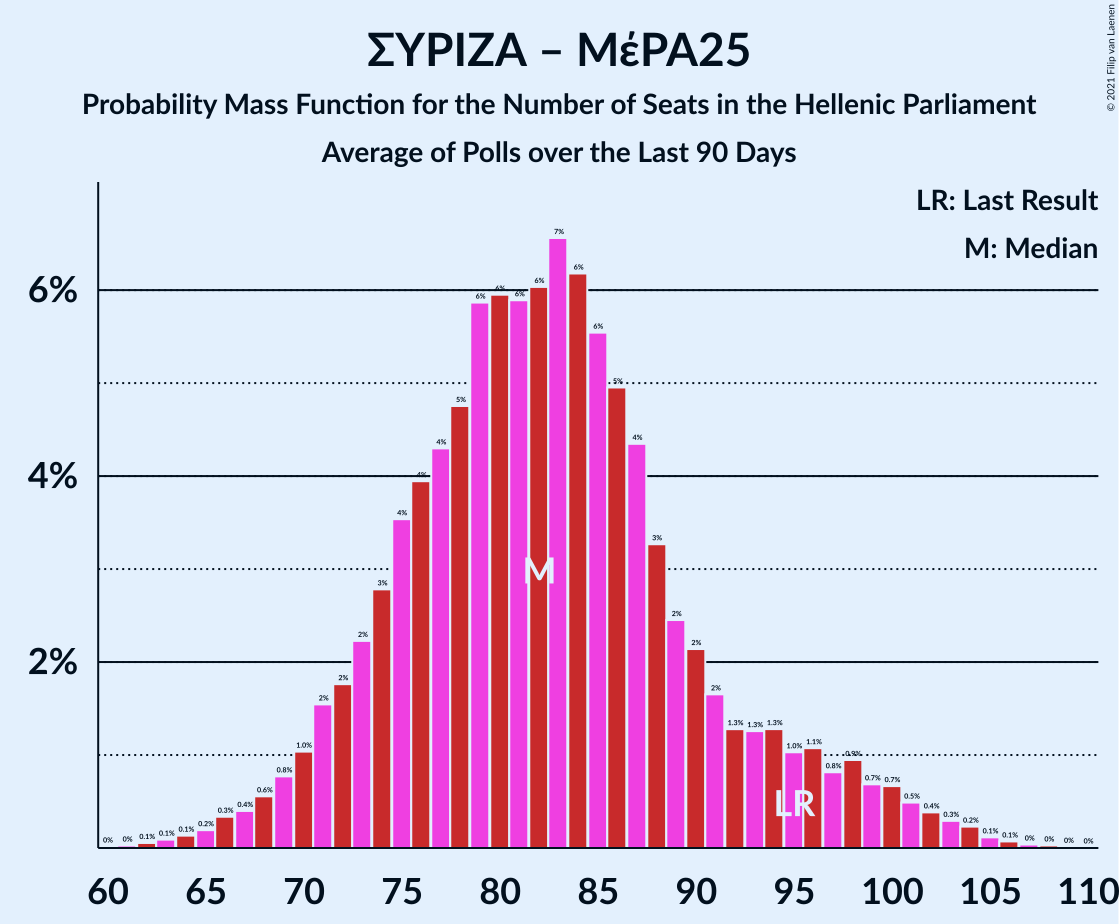 ΣΥΡΙΖΑ – ΜέΡΑ25
Probability Mass Function for the Number of Seats in the Hellenic Parliament
Average of Polls over the Last 90 Days
© 2021 Filip van Laenen
LR: Last Result
M: Median
6%
4%
2%
0% 0% 0.1% 0.1% 0.1% 0.2% 0.3% 0.4% 0.6% 0.8% 1.0% 2% 2% 2% 3% 4% 4% 4% 5% 6% 6% 6% 6% 7% 6% 6% 5% 4% 3% 2% 2% 2% 1.3% 1.3% 1.3% 1.0% 1.1% 0.8% 0.9% 0.7% 0.7% 0.5% 0.4% 0.3% 0.2% 0.1% 0.1% 0% 0% 0% 0%
M
LR
60 65 70 75 80 85 90 95 100 105 110